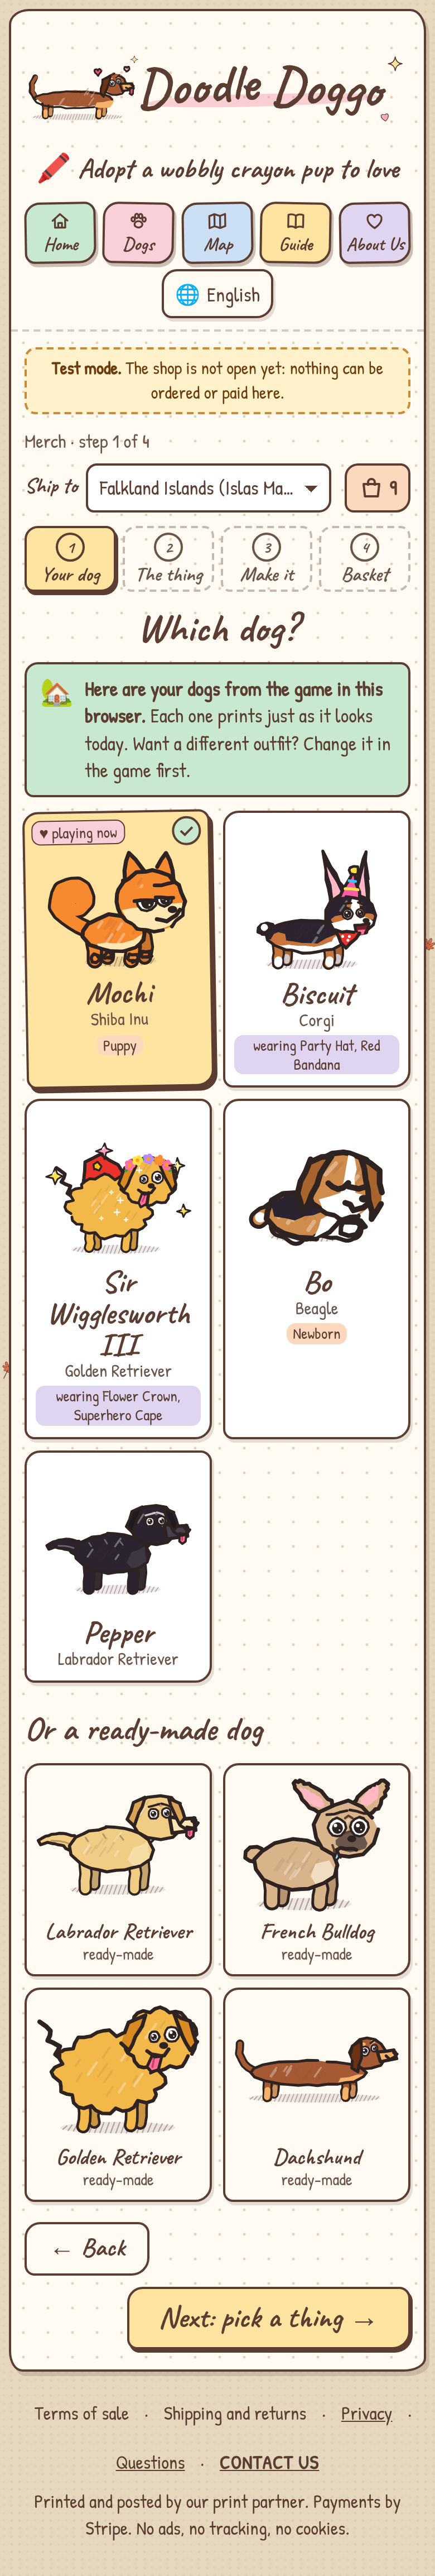 Doodle Doggo
🖍️ Adopt a wobbly crayon pup to love
Home
Dogs
Map
Guide
About Us
🌐 English
Test mode. The shop is not open yet: nothing can be
ordered or paid here.
Merch · step 1 of 4
Ship to
Falkland Islands (Islas Ma...
9
1
Your dog
2
The thing
3
Make it
4
Basket
Which dog?
Here are your dogs from the game in this
browser. Each one prints just as it looks
today. Want a different outfit? Change it in
the game first.
♥ playing now
Mochi
Shiba Inu
Puppy
Biscuit
Corgi
wearing Party Hat, Red
Bandana
Sir
Wigglesworth
III
Golden Retriever
wearing Flower Crown,
Superhero Cape
Bo
Beagle
Newborn
Pepper
Labrador Retriever
Or a ready-made dog
Labrador Retriever
ready-made
French Bulldog
ready-made
Golden Retriever
ready-made
Dachshund
ready-made
← Back
Next: pick a thing →
Terms of sale · Shipping and returns · Privacy ·
Questions · CONTACT US
Printed and posted by our print partner. Payments by
Stripe. No ads, no tracking, no cookies.